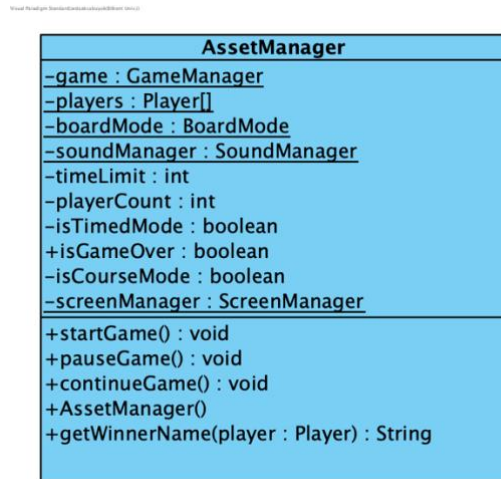 AssetManager
-game : GameManager
-players : Player[]
-boardMode : BoardMode
-soundManager : SoundManager
-timeLimit : int
-playerCount : int
-isTimedMode : boolean
+isGameOver : boolean
-isCourseMode : boolean
-screenManager : ScreenManager
+startGame() : void
+pauseGame() : void
+continueGame() : void
+AssetManager()
+getWinnerName(player : Player) : String